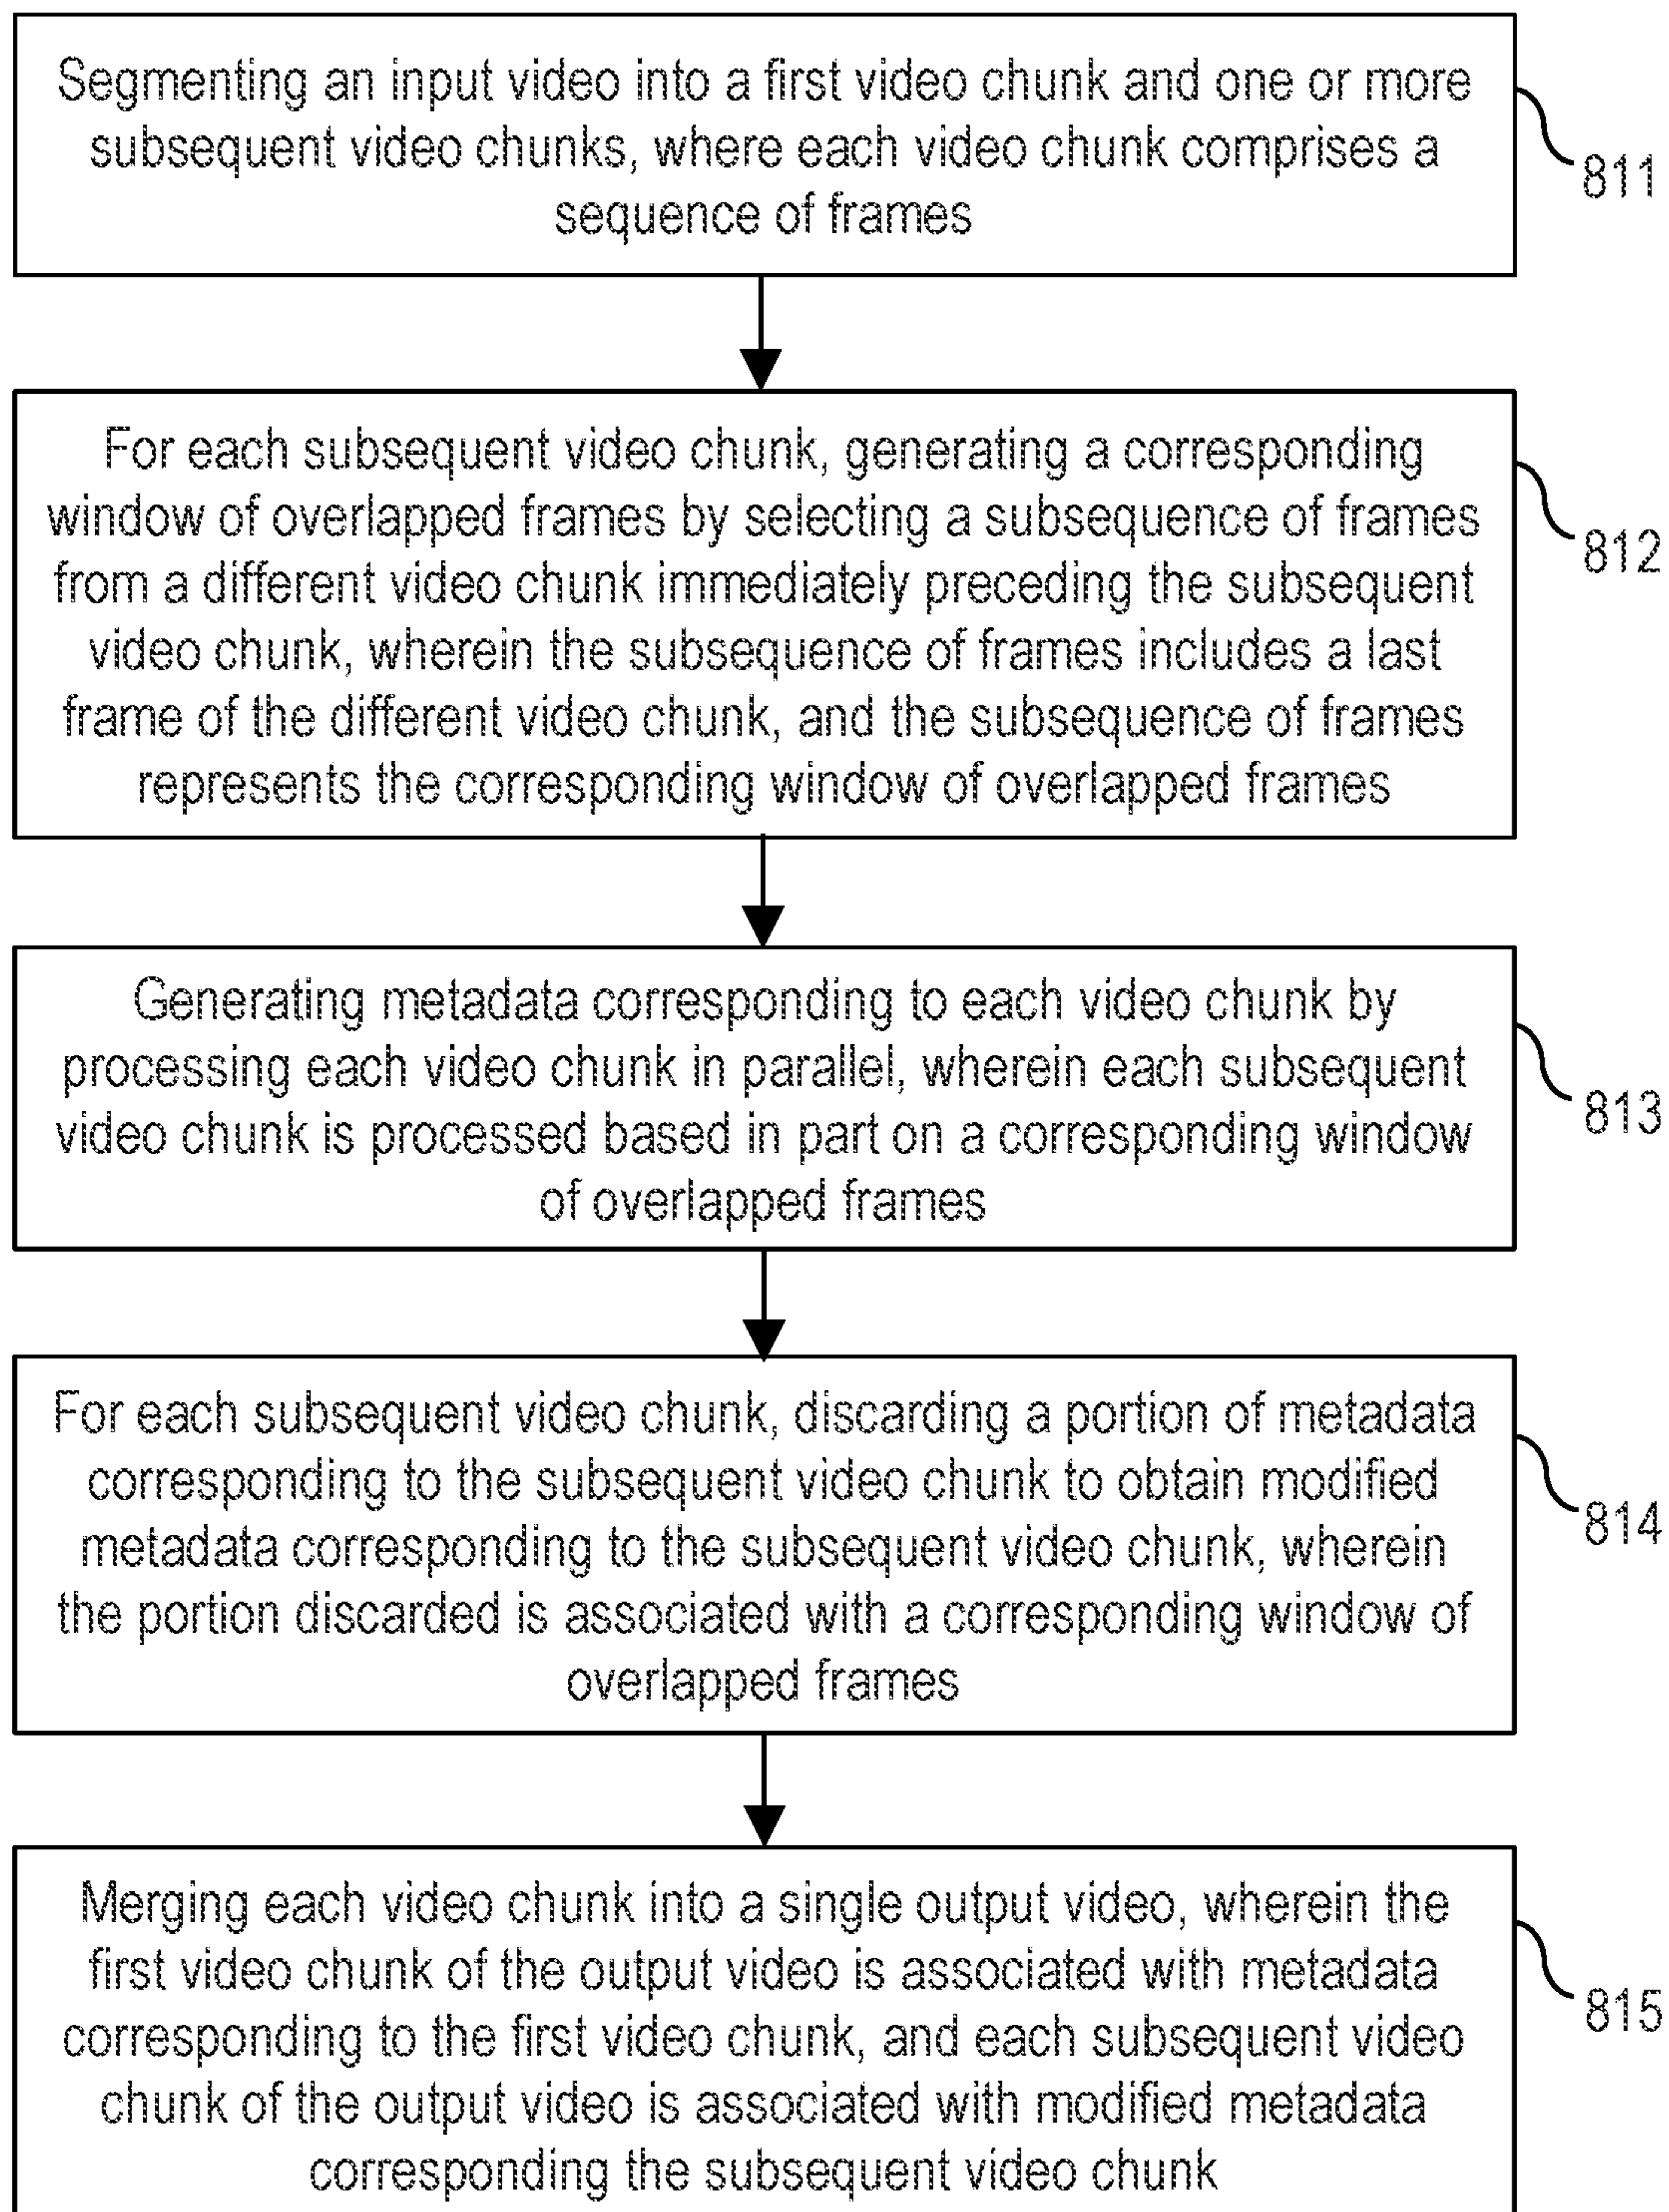 Segmenting an input video into a first video chunk and one or more
subsequent video chunks, where each video chunk comprises a
sequence of frames
811
For each subsequent video chunk, generating a corresponding
window of overlapped frames by selecting a subsequence of frames
from a different video chunk immediately preceding the subsequent
video chunk, wherein the subsequence of frames includes a last
frame of the different video chunk, and the subsequence of frames
represents the corresponding window of overlapped frames
812
Generating metadata corresponding to each video chunk by
processing each video chunk in parallel, wherein each subsequent
video chunk is processed based in part on a corresponding window
of overlapped frames
813
For each subsequent video chunk, discarding a portion of metadata
corresponding to the subsequent video chunk to obtain modified
metadata corresponding to the subsequent video chunk, wherein
the portion discarded is associated with a corresponding window of
overlapped frames
814
Merging each video chunk into a single output video, wherein the
first video chunk of the output video is associated with metadata
corresponding to the first video chunk, and each subsequent video
chunk of the output video is associated with modified metadata
corresponding the subsequent video chunk
815